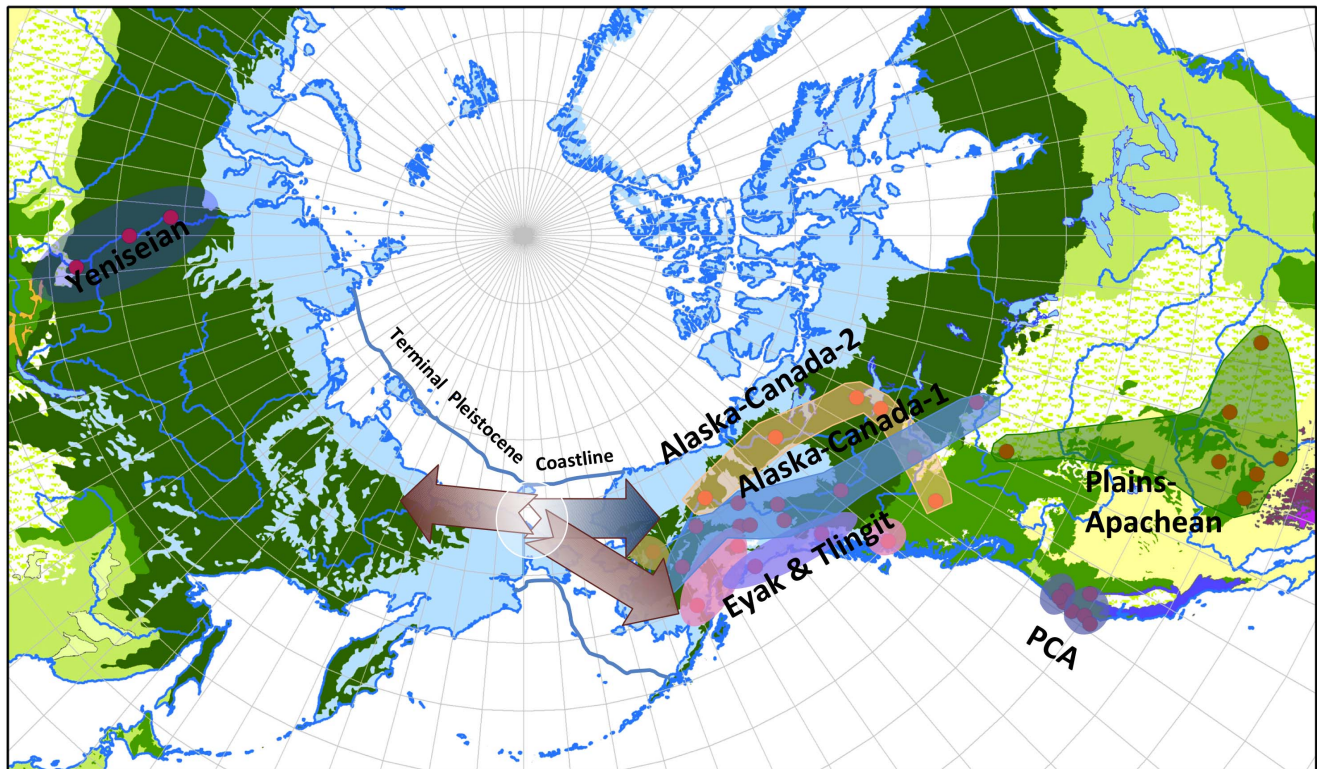 Yeniseian
Terminal Pleistocene
Coastline
Alaska-Canada-2
Alaska-Canada-1
Eyak & Tlingit
Plains-
Apachean
PCA